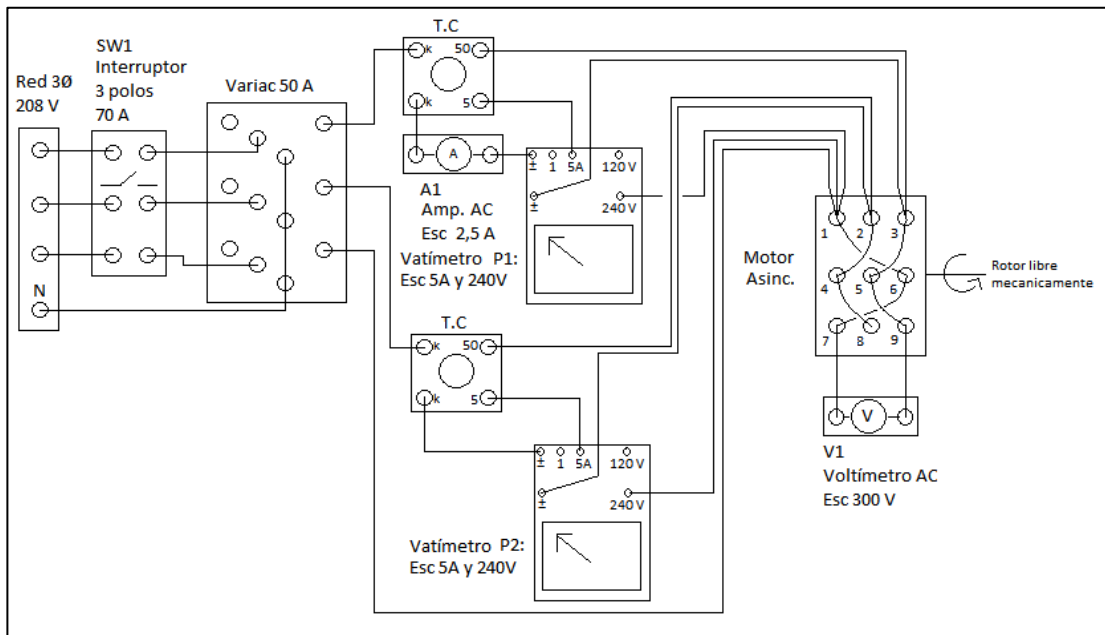 Red 3Ø
208 V
N
SW1
Interruptor
3 polos
70 A
Variac 50 A
T.C
k
50
k
5
A
A1
Amp. AC
Esc 2,5 A
Vatímetro P1:
Esc 5A y 240V
±
1
5A
120 V
±
240 V
T.C
k
50
k
5
±
1
5A
120 V
±
240 V
Vatímetro P2:
Esc 5A y 240V
Motor
Asinc.
1
2
3
4
5
6
7
8
9
Rotor libre
mecanicamente
V
V1
Voltímetro AC
Esc 300 V